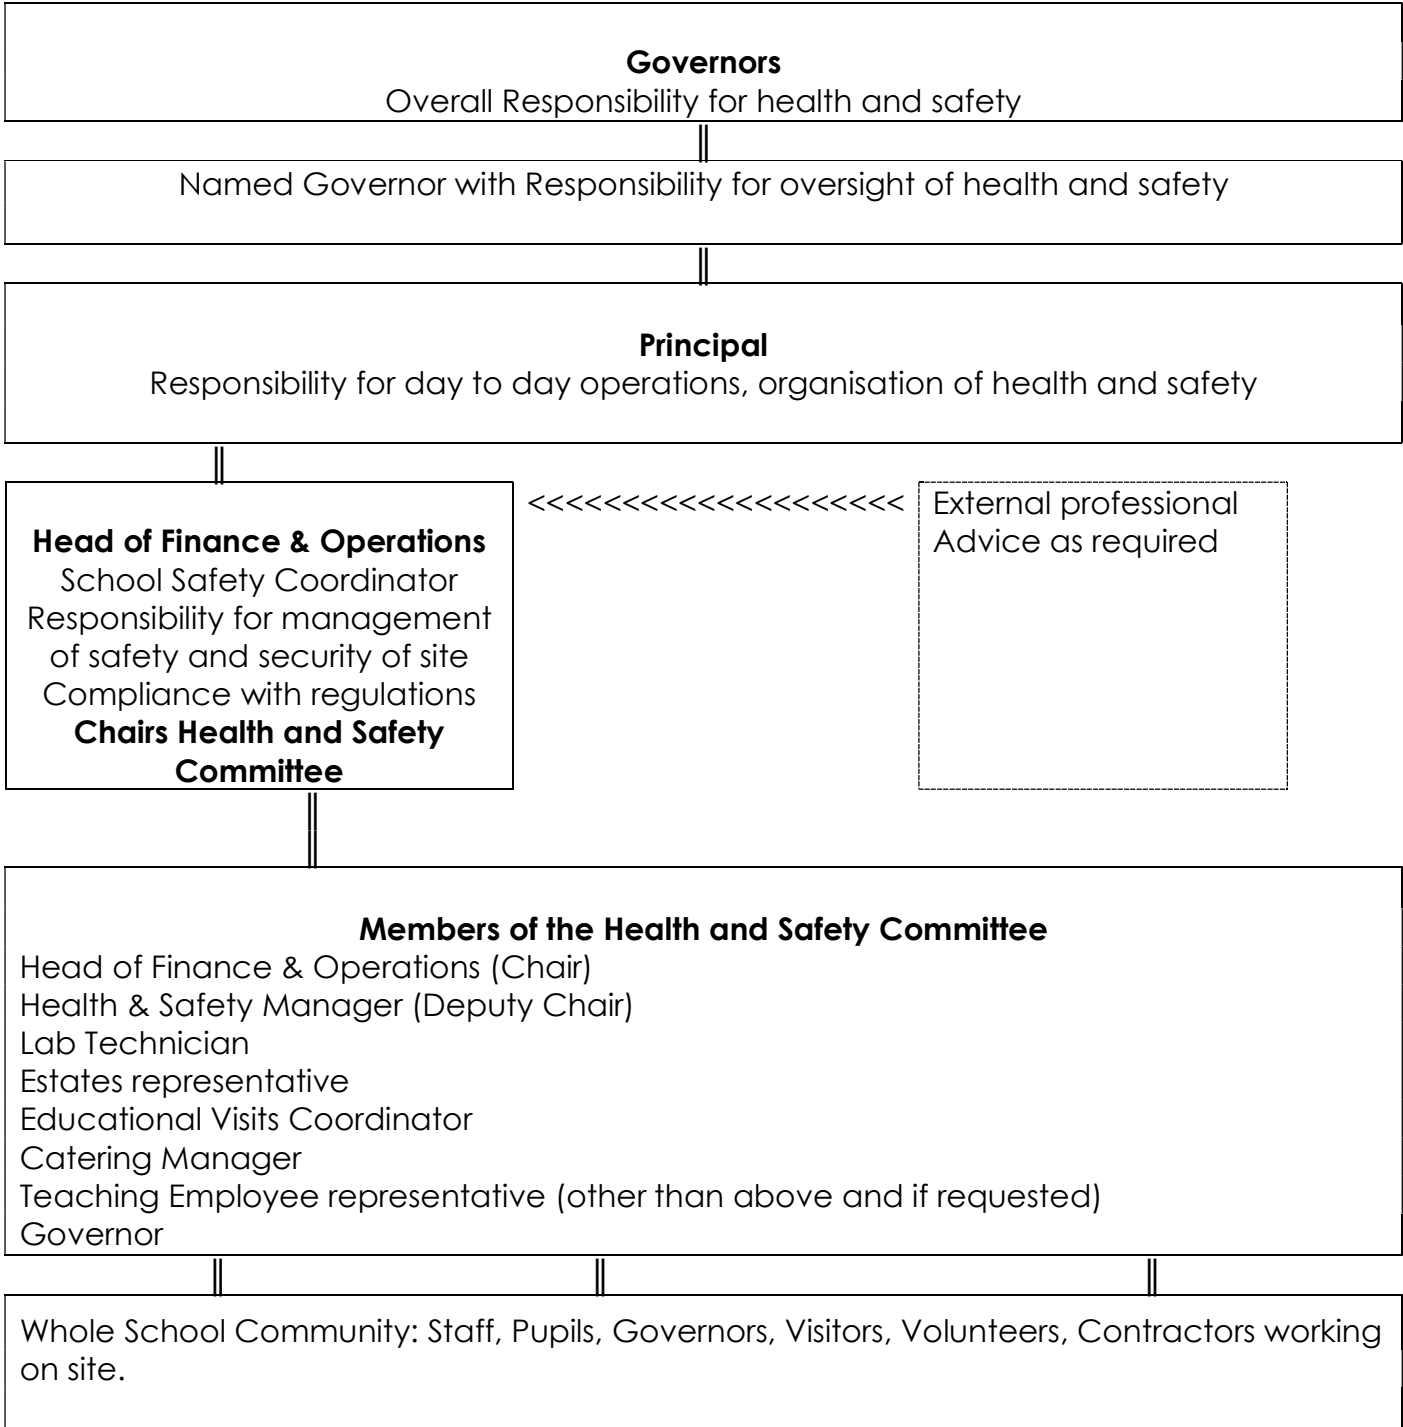 Governors
Overall Responsibility for health and safety
Named Governor with Responsibility for oversight of health and safety
Principal
Responsibility for day to day operations, organisation of health and safety
Head of Finance & Operations
School Safety Coordinator
Responsibility for management
of safety and security of site
Compliance with regulations
Chairs Health and Safety
Committee
<<<<<<<<<<<<<<<<<<<<
External professional
Advice as required
Members of the Health and Safety Committee
Head of Finance & Operations (Chair)
Health & Safety Manager (Deputy Chair)
Lab Technician
Estates representative
Educational Visits Coordinator
Catering Manager
Teaching Employee representative (other than above and if requested)
Governor
Whole School Community: Staff, Pupils, Governors, Visitors, Volunteers, Contractors working
on site.